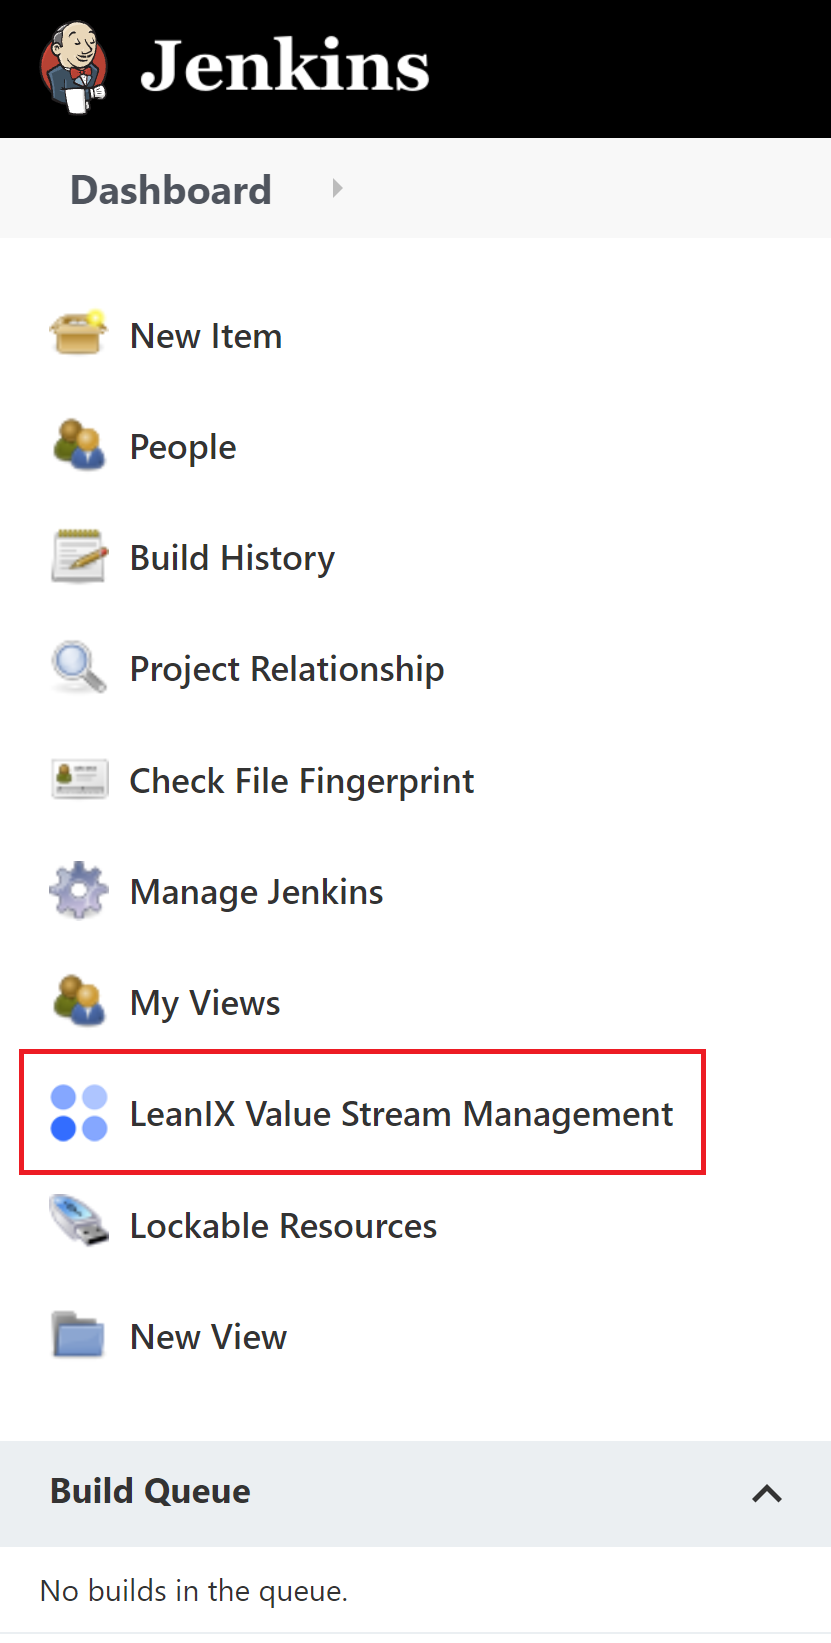 Jenkins
Dashboard
New Item
People
Build History
Project Relationship
Check File Fingerprint
Manage Jenkins
My Views
LeanIX Value Stream Management
Lockable Resources
New View
Build Queue
No builds in the queue.